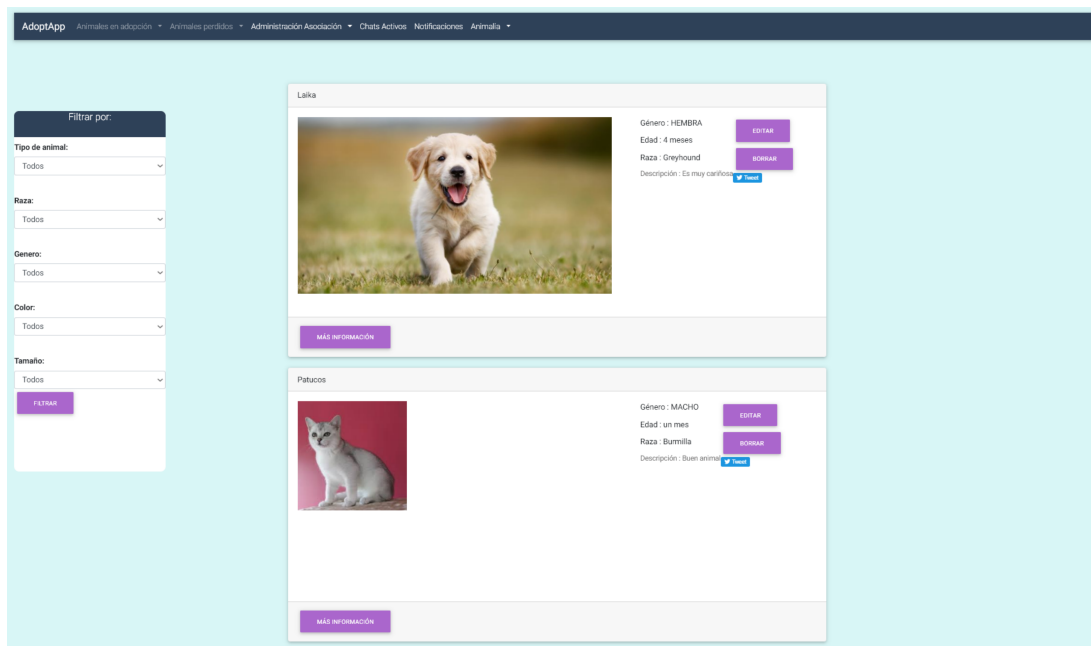 AdoptApp Animales en adopción Animales perdidos Administración Asociación Chats Activos Notificaciones Animalia
Filtrar por:
Tipo de animal:
Todos
Raza:
Todos
Genero:
Todos
Color:
Todos
Tamaño:
Todos
FILTRAR
Laika
Género : HEMBRA
Edad : 4 meses
Raza : Greyhound
Descripción : Es muy cariñosa
EDITAR
BORRAR
Tweet
MÁS INFORMACIÓN
Patucos
Género : MACHO
Edad : un mes
Raza : Burmilla
Descripción : Buen animal
EDITAR
BORRAR
Tweet
MÁS INFORMACIÓN